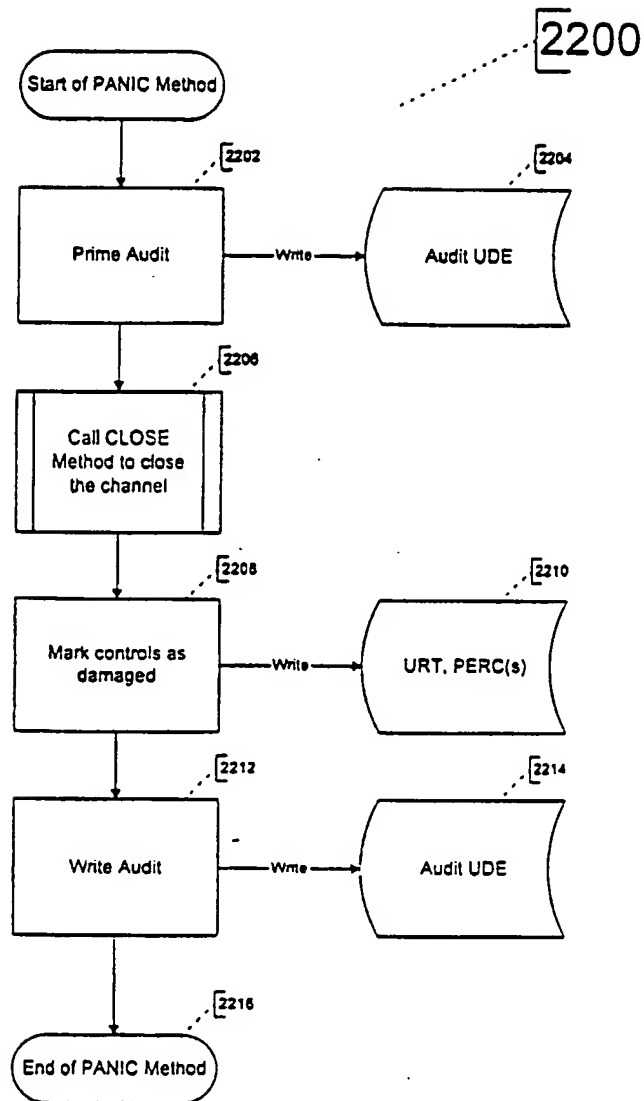 2200
Start of PANIC Method
2202
2204
Prime Audit
Write
Audit UDE
2206
Call CLOSE
Method to close
the channel
2208
2210
Mark controls as
damaged
Write
URT, PERC(s)
2212
2214
Write Audit
Write
Audit UDE
2216
End of PANIC Method